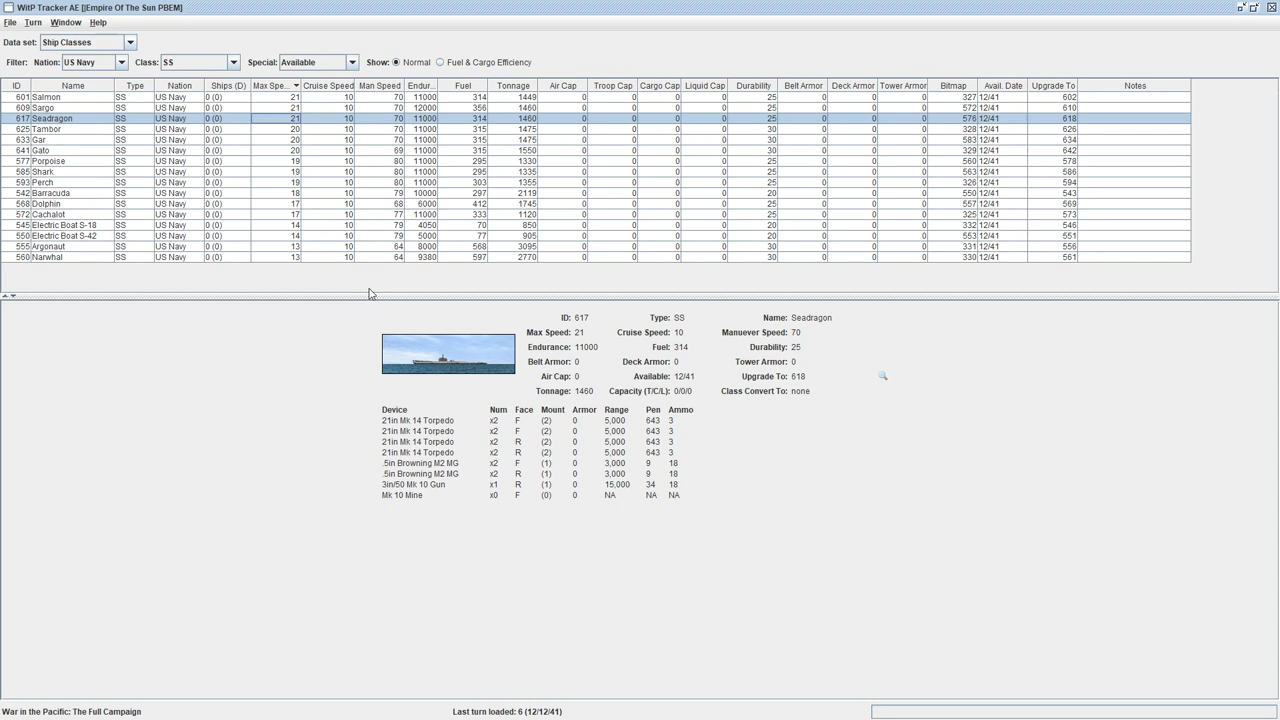 WitP Tracker AE [|Empire Of The Sun PBEM]
File Turn Window Help
Data set: Ship Classes
Filter: Nation: US Navy Class: SS Special: Available Show: Normal Fuel & Cargo Efficiency
ID Name Type Nation Ships (D) Max Spe... Cruise Speed Man Speed Endur... Fuel Tonnage Air Cap Troop Cap Cargo Cap Liquid Cap Durability Belt Armor Deck Armor Tower Armor Bitmap Avail. Date Upgrade To Notes
601 Salmon SS US Navy 0 (0) 21 10 70 11000 314 1449 0 0 0 0 25 0 0 0 327 12/41 602
609 Sargo SS US Navy 0 (0) 21 10 70 12000 356 1460 0 0 0 0 25 0 0 0 572 12/41 610
617 Seadragon SS US Navy 0 (0) 21 10 70 11000 314 1460 0 0 0 0 25 0 0 0 576 12/41 618
625 Tambor SS US Navy 0 (0) 20 10 70 11000 315 1475 0 0 0 0 30 0 0 0 328 12/41 626
633 Gar SS US Navy 0 (0) 20 10 70 11000 315 1475 0 0 0 0 30 0 0 0 583 12/41 634
641 Gato SS US Navy 0 (0) 20 10 69 11000 315 1550 0 0 0 0 30 0 0 0 329 12/41 642
577 Porpoise SS US Navy 0 (0) 19 10 80 11000 295 1330 0 0 0 0 25 0 0 0 560 12/41 578
585 Shark SS US Navy 0 (0) 19 10 80 11000 295 1335 0 0 0 0 25 0 0 0 563 12/41 586
593 Perch SS US Navy 0 (0) 19 10 80 11000 303 1355 0 0 0 0 25 0 0 0 326 12/41 594
542 Barracuda SS US Navy 0 (0) 18 10 79 10000 297 2119 0 0 0 0 20 0 0 0 550 12/41 543
568 Dolphin SS US Navy 0 (0) 17 10 68 6000 412 1745 0 0 0 0 25 0 0 0 557 12/41 569
572 Cachalot SS US Navy 0 (0) 17 10 77 11000 333 1120 0 0 0 0 25 0 0 0 325 12/41 573
545 Electric Boat S-18 SS US Navy 0 (0) 14 10 79 4050 70 850 0 0 0 0 20 0 0 0 332 12/41 546
550 Electric Boat S-42 SS US Navy 0 (0) 14 10 79 5000 77 905 0 0 0 0 20 0 0 0 553 12/41 551
555 Argonaut SS US Navy 0 (0) 13 10 64 8000 568 3095 0 0 0 0 30 0 0 0 331 12/41 556
560 Narwhal SS US Navy 0 (0) 13 10 64 9380 597 2770 0 0 0 0 30 0 0 0 330 12/41 561
ID: 617 Type: SS Name: Seadragon
Max Speed: 21 Cruise Speed: 10 Manuever Speed: 70
Endurance: 11000 Fuel: 314 Durability: 25
Belt Armor: 0 Deck Armor: 0 Tower Armor: 0
Air Cap: 0 Available: 12/41 Upgrade To: 618
Tonnage: 1460 Capacity (T/C/L): 0/0/0 Class Convert To: none
Device Num Face Mount Armor Range Pen Ammo
21in Mk 14 Torpedo x2 F (2) 0 5,000 643 3
21in Mk 14 Torpedo x2 F (2) 0 5,000 643 3
21in Mk 14 Torpedo x2 R (2) 0 5,000 643 3
21in Mk 14 Torpedo x2 R (2) 0 5,000 643 3
.5in Browning M2 MG x2 F (1) 0 3,000 9 18
.5in Browning M2 MG x2 R (1) 0 3,000 9 18
3in/50 Mk 10 Gun x1 R (1) 0 15,000 34 18
Mk 10 Mine x0 F (0) 0 NA NA NA
War in the Pacific: The Full Campaign Last turn loaded: 6 (12/12/41)